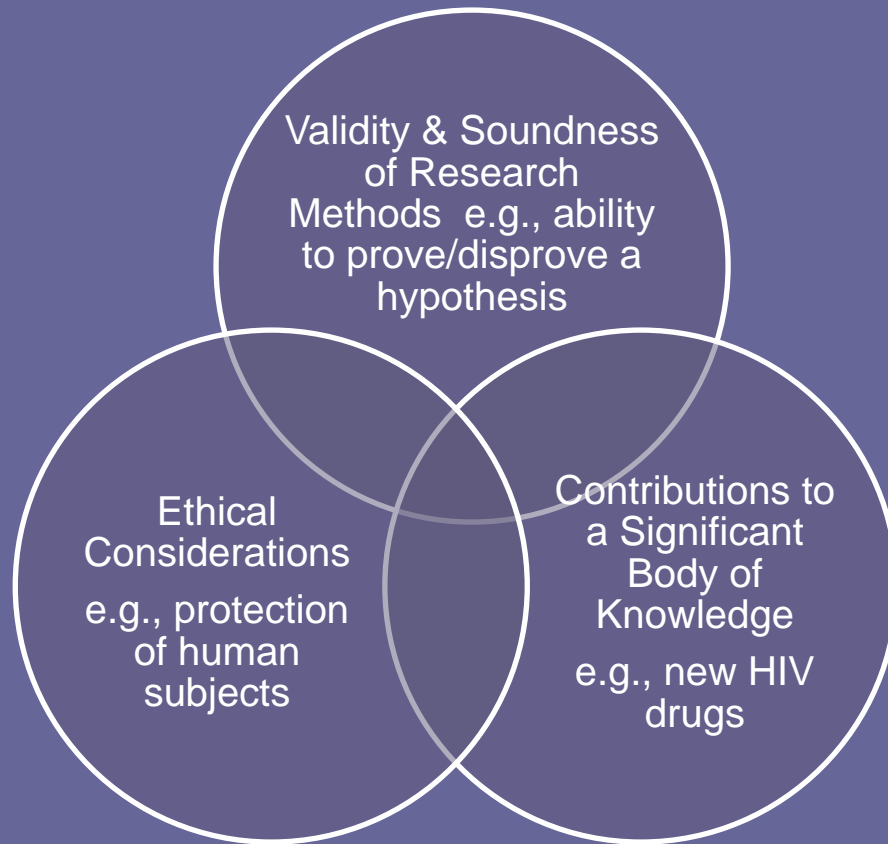 Validity & Soundness
of Research
Methods  e.g., ability
to prove/disprove a
hypothesis
Ethical
Considerations
e.g., protection
of human
subjects
Contributions to
a Significant
Body of
Knowledge
e.g., new HIV
drugs